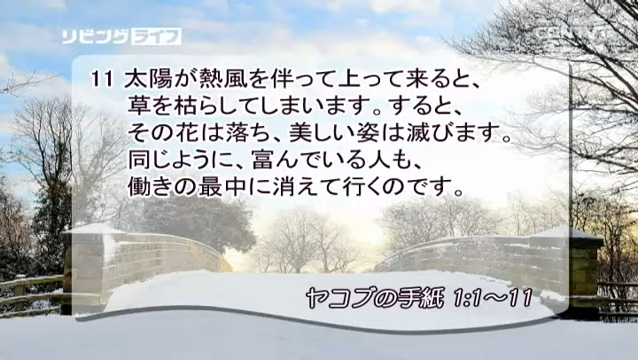 リビングライフ
CGNTV
11 太陽が熱風を伴って上って来ると、
草を枯らしてしまいます。すると、
その花は落ち、美しい姿は滅びます。
同じように、富んでいる人も、
働きの最中に消えて行くのです。
ヤコブの手紙 1:1〜11